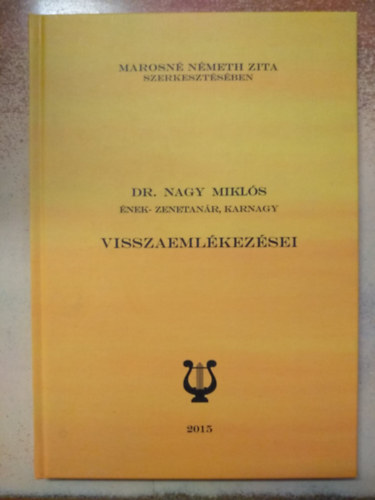 MAROSNÉ NÉMETH ZITA
SZERKESZTÉSÉBEN
DR. NAGY MIKLÓS
ÉNEK- ZENETANÁR, KARNAGY
VISSZAEMLÉKEZÉSEI
2015